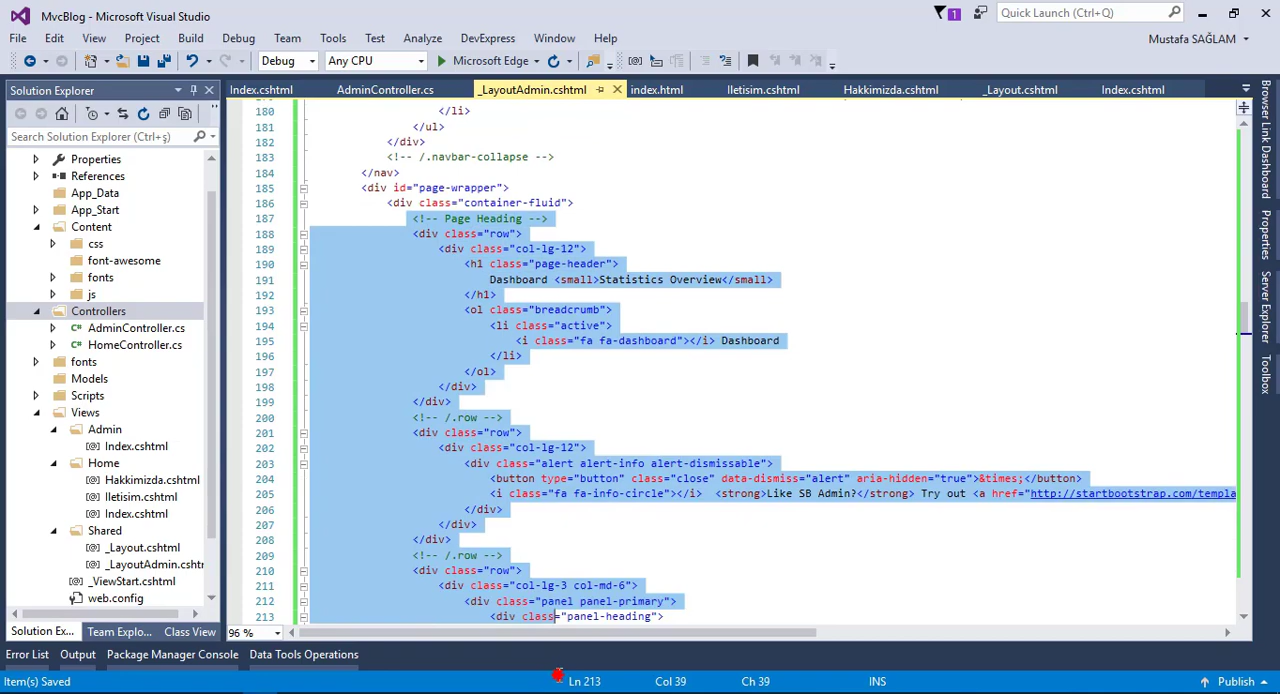 MvcBlog - Microsoft Visual Studio
1
Quick Launch (Ctrl+Q)
File Edit View Project Build Debug Team Tools Test Analyze DevExpress Window Help
Mustafa SAĞLAM
Debug Any CPU Microsoft Edge
Solution Explorer
Index.cshtml AdminController.cs _LayoutAdmin.cshtml index.html Iletisim.cshtml Hakkimizda.cshtml _Layout.cshtml Index.cshtml
Search Solution Explorer (Ctrl+ş)
Properties
References
App_Data
App_Start
Content
css
font-awesome
fonts
js
Controllers
AdminController.cs
HomeController.cs
fonts
Models
Scripts
Views
Admin
Index.cshtml
Home
Hakkimizda.cshtml
Iletisim.cshtml
Index.cshtml
Shared
_Layout.cshtml
_LayoutAdmin.cshtr
_ViewStart.cshtml
web.config
Solution Ex... Team Explo... Class View
180 </li>
181 </ul>
182 </div>
183 <!-- /.navbar-collapse -->
184 </nav>
185 <div id="page-wrapper">
186 <div class="container-fluid">
187 <!-- Page Heading -->
188 <div class="row">
189 <div class="col-lg-12">
190 <h1 class="page-header">
191 Dashboard <small>Statistics Overview</small>
192 </h1>
193 <ol class="breadcrumb">
194 <li class="active">
195 <i class="fa fa-dashboard"></i> Dashboard
196 </li>
197 </ol>
198 </div>
199 </div>
200 <!-- /.row -->
201 <div class="row">
202 <div class="col-lg-12">
203 <div class="alert alert-info alert-dismissable">
204 <button type="button" class="close" data-dismiss="alert" aria-hidden="true">&times;</button>
205 <i class="fa fa-info-circle"></i> <strong>Like SB Admin?</strong> Try out <a href="http://startbootstrap.com/templa
206 </div>
207 </div>
208 </div>
209 <!-- /.row -->
210 <div class="row">
211 <div class="col-lg-3 col-md-6">
212 <div class="panel panel-primary">
213 <div class="panel-heading">
96 %
Browser Link Dashboard
Properties
Server Explorer
Toolbox
Error List Output Package Manager Console Data Tools Operations
Item(s) Saved Ln 213 Col 39 Ch 39 INS Publish